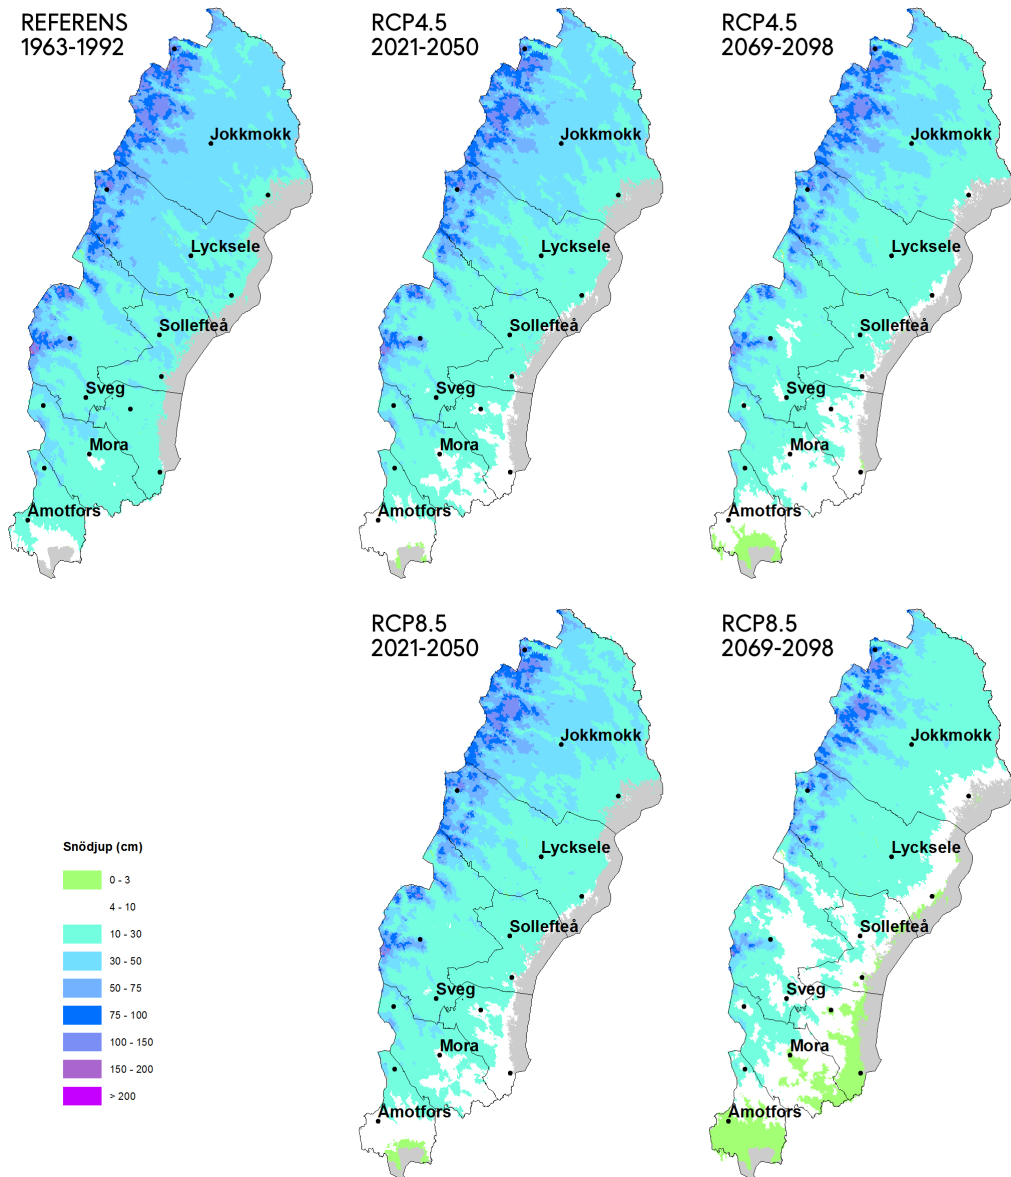 REFERENS
1963-1992
Jokkmokk
Lycksele
Sollefteå
Sveg
Mora
Åmotfors
RCP4.5
2021-2050
Jokkmokk
Lycksele
Sollefteå
Sveg
Mora
Åmotfors
RCP4.5
2069-2098
Jokkmokk
Lycksele
Sollefteå
Sveg
Mora
Åmotfors
RCP8.5
2021-2050
Jokkmokk
Lycksele
Sollefteå
Sveg
Mora
Åmotfors
RCP8.5
2069-2098
Jokkmokk
Lycksele
Sollefteå
Sveg
Mora
Åmotfors
Snödjup (cm)
0 - 3
4 - 10
10 - 30
30 - 50
50 - 75
75 - 100
100 - 150
150 - 200
> 200